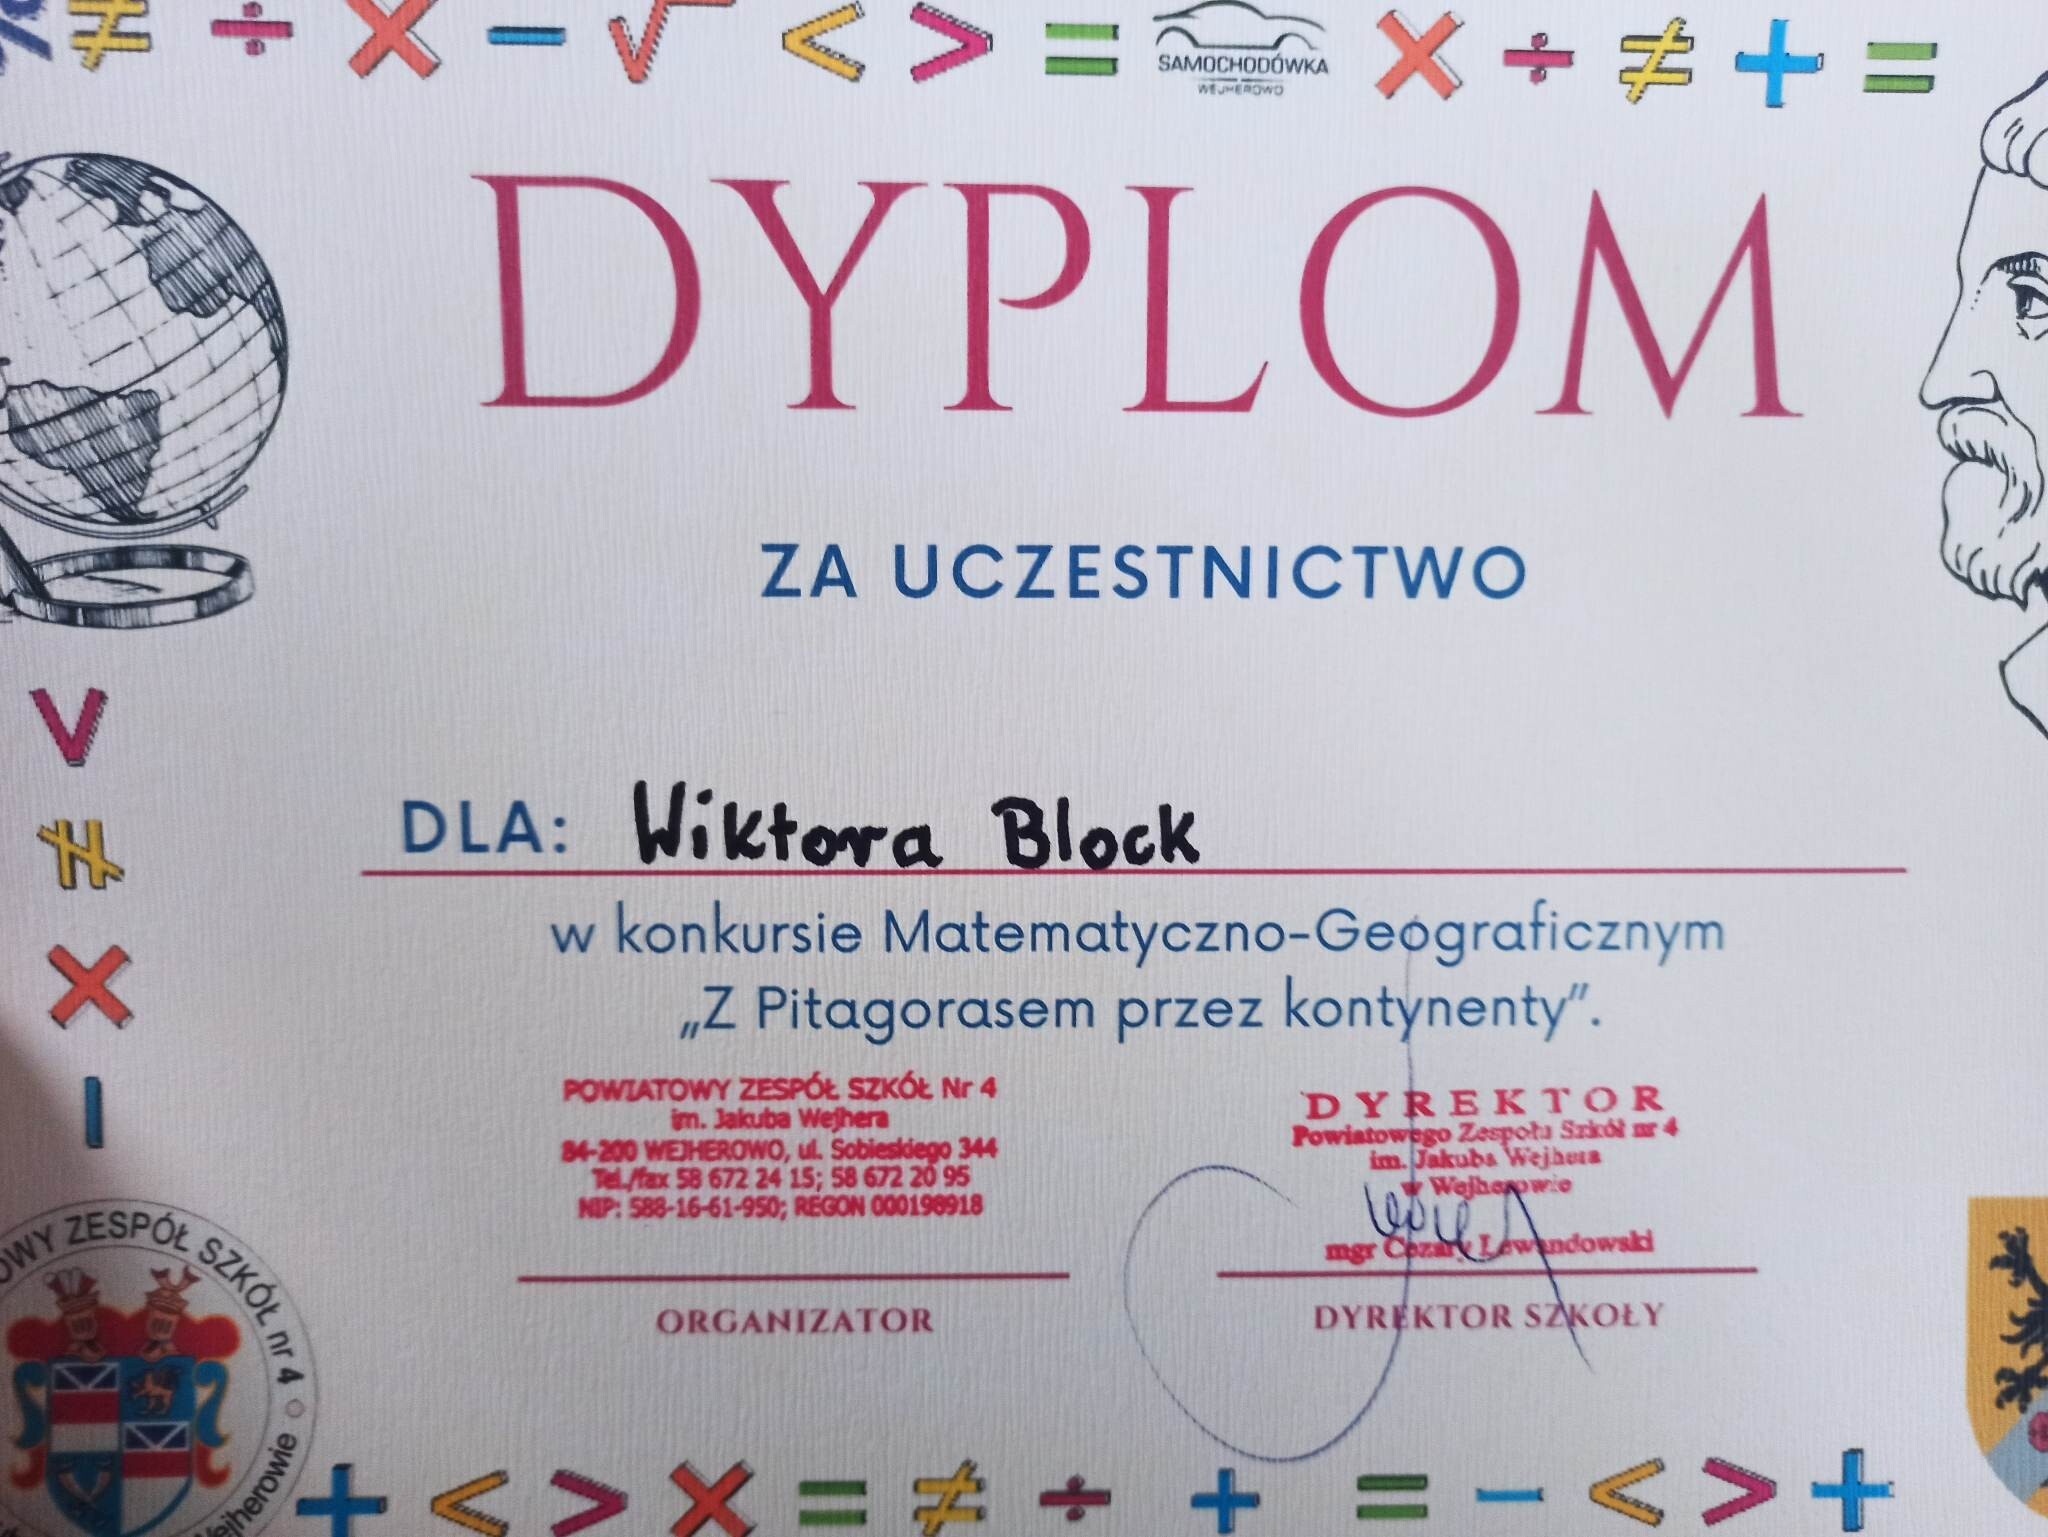 SAMOCHODÓWKA
WEJHEROWO
DYPLOM
ZA UCZESTNICTWO
DLA: Wiktora Block
w konkursie Matematyczno-Geograficznym
„Z Pitagorasem przez kontynenty”.
POWIATOWY ZESPÓŁ SZKÓŁ Nr 4
im. Jakuba Wejhera
84-200 WEJHEROWO, ul. Sobieskiego 344
Tel./fax 58 672 24 15; 58 672 20 95
NIP: 588-16-61-950; REGON 000198918
ORGANIZATOR
DYREKTOR
Powiatowego Zespołu Szkół nr 4
im. Jakuba Wejhera
w Wejherowie
mgr Cezary Lewandowski
DYREKTOR SZKOŁY
OWY ZESPÓŁ SZKÓŁ nr 4
Wejherowie